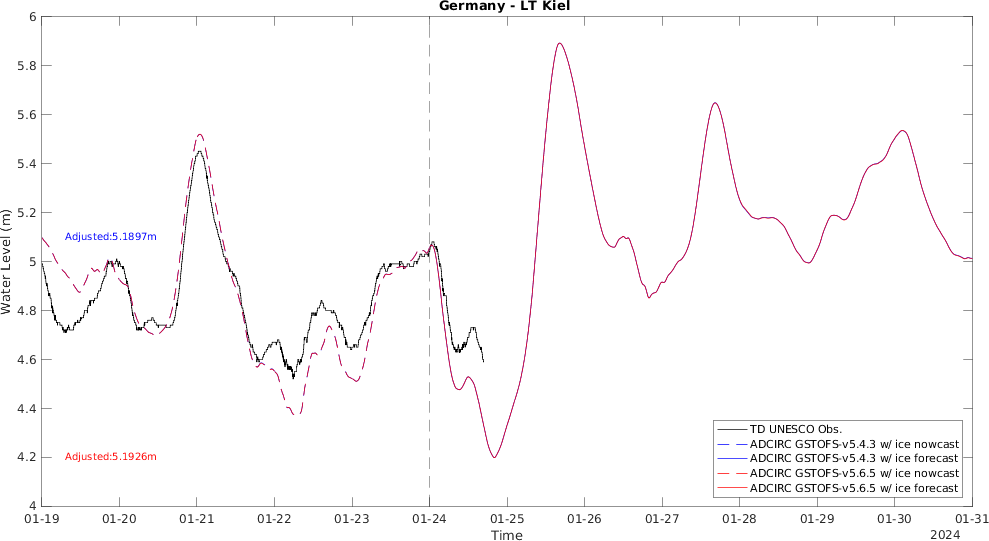 Germany - LT Kiel
6
5.8
5.6
5.4
5.2
5
4.8
4.6
4.4
4.2
4
Water Level (m)
Adjusted:5.1897m
Adjusted:5.1926m
TD UNESCO Obs.
ADCIRC GSTOFS-v5.4.3 w/ ice nowcast
ADCIRC GSTOFS-v5.4.3 w/ ice forecast
ADCIRC GSTOFS-v5.6.5 w/ ice nowcast
ADCIRC GSTOFS-v5.6.5 w/ ice forecast
01-19 01-20 01-21 01-22 01-23 01-24 01-25 01-26 01-27 01-28 01-29 01-30 01-31
Time
2024